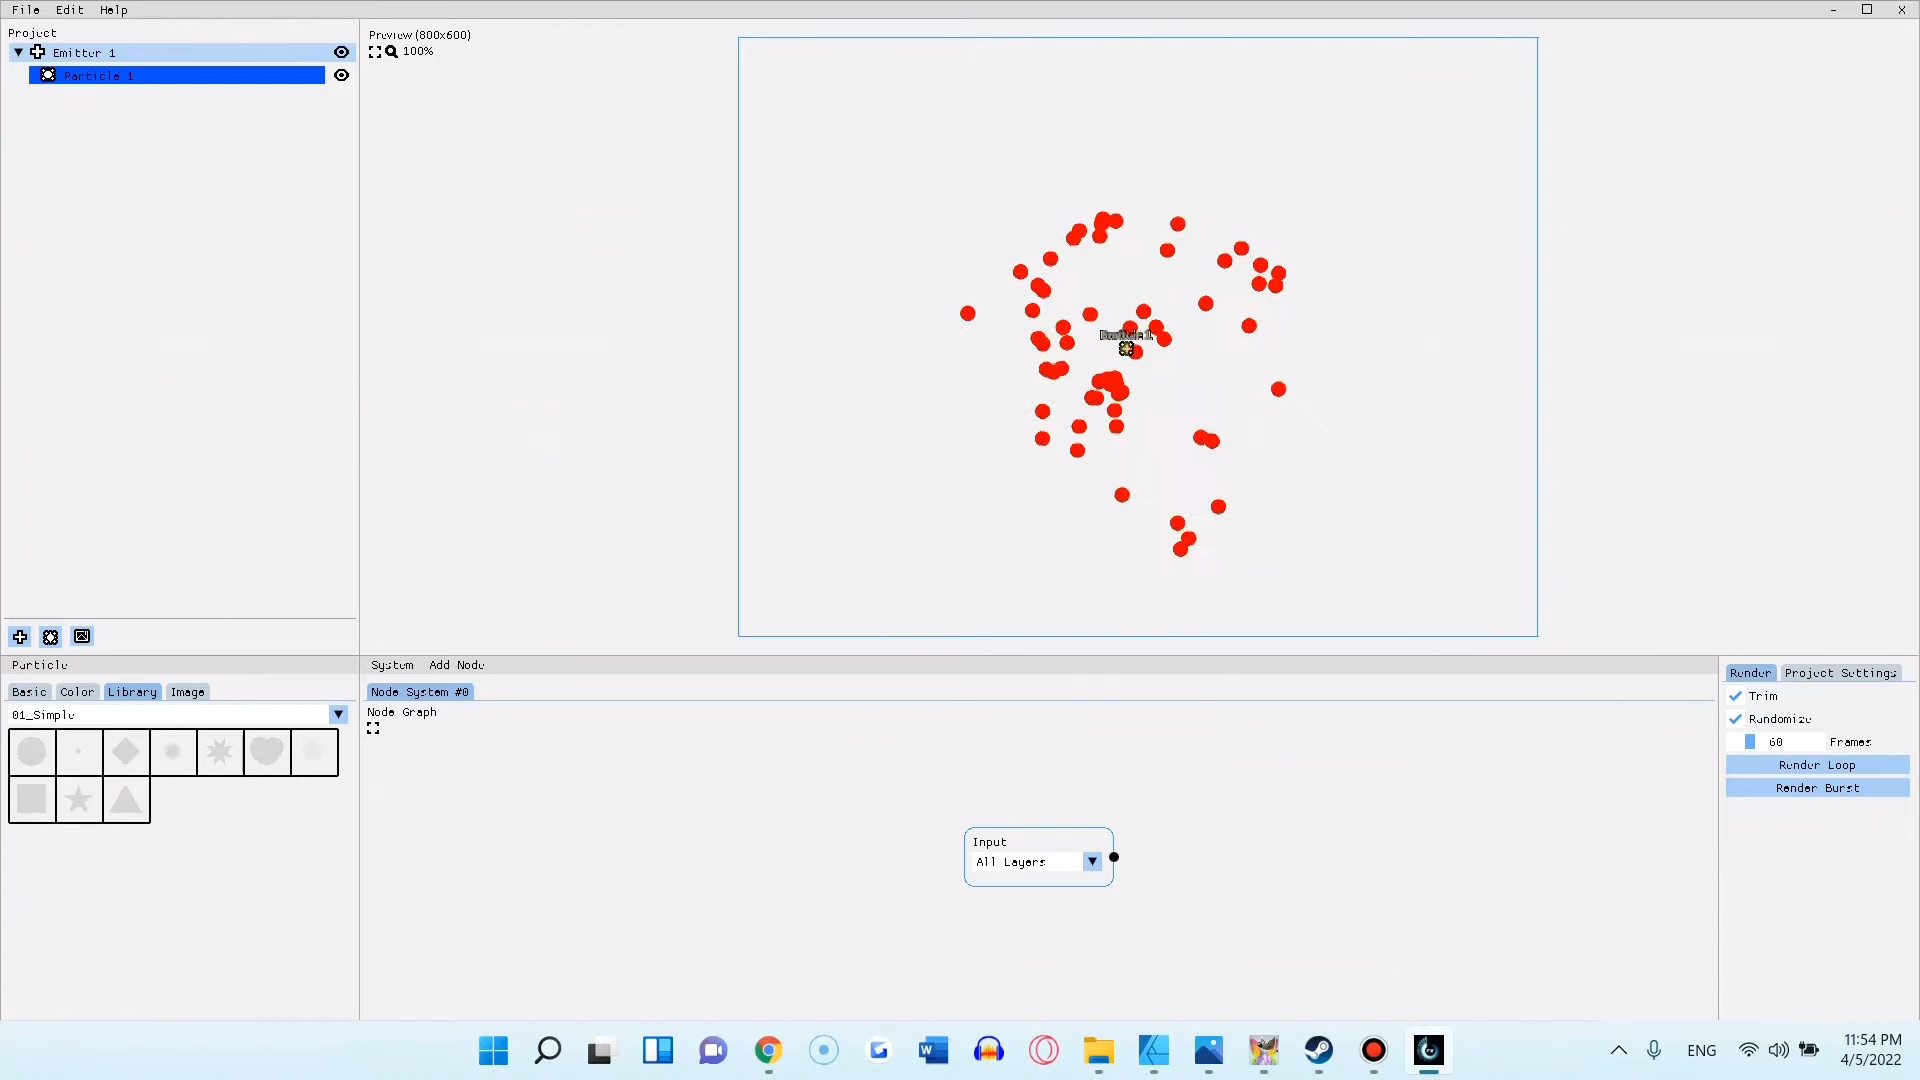 File Edit Help
Project
Emitter 1
Particle 1
Preview (800x600)
100%
Particle
Basic Color Library Image
01_Simple
System Add Node
Node System #0
Node Graph
Input
All Layers
Render Project Settings
Trim
Randomize
60 Frames
Render Loop
Render Burst
ENG
11:54 PM
4/5/2022